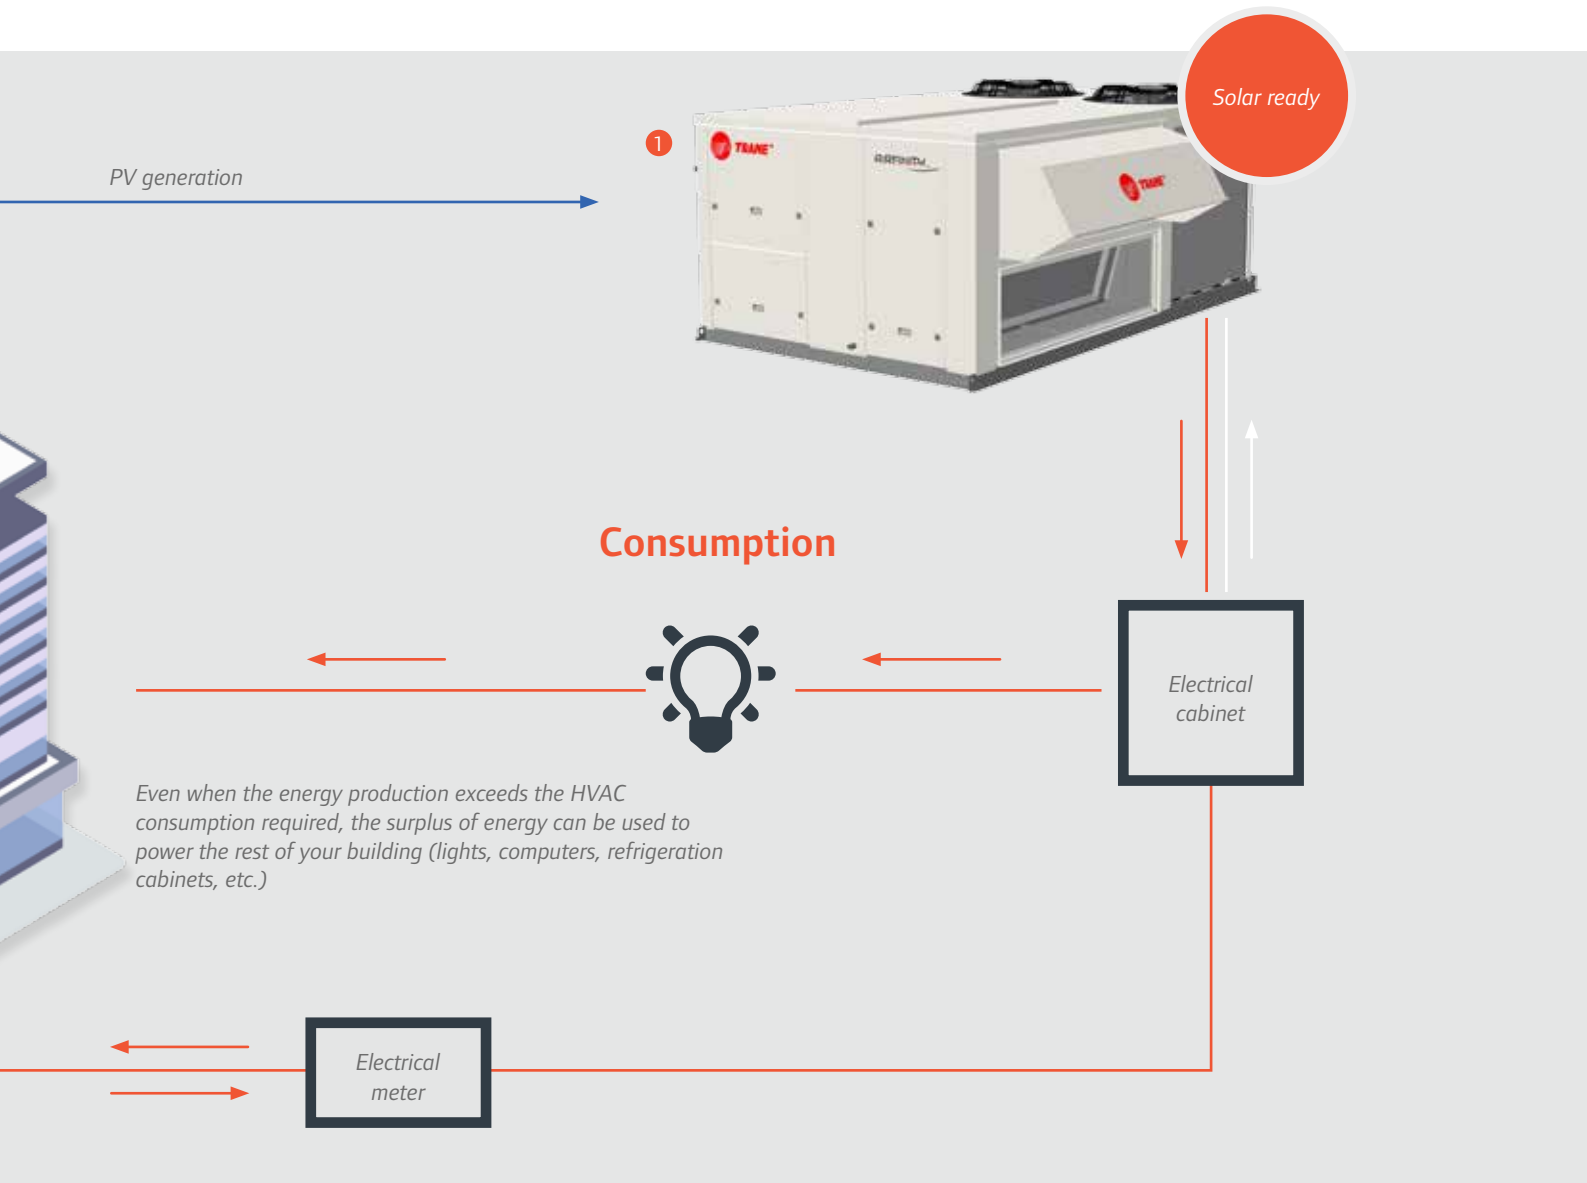 Solar ready
1
TRANE
AIRFINITY
TRANE
PV generation
Consumption
Electrical
cabinet
Even when the energy production exceeds the HVAC
consumption required, the surplus of energy can be used to
power the rest of your building (lights, computers, refrigeration
cabinets, etc.)
Electrical
meter